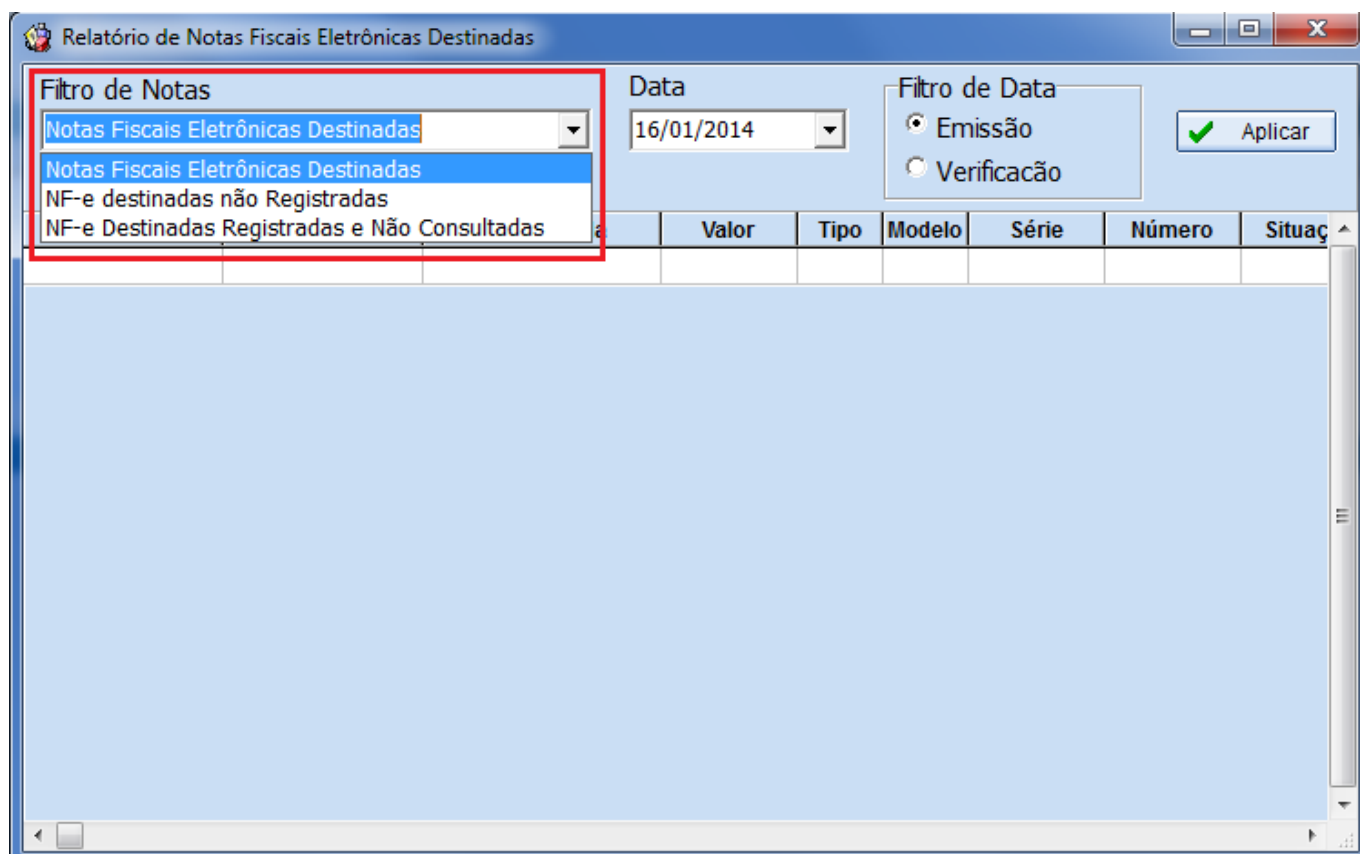 Relatório de Notas Fiscais Eletrônicas Destinadas
Filtro de Notas
Data
Filtro de Data
Notas Fiscais Eletrônicas Destinadas
16/01/2014
Emissão
Aplicar
Notas Fiscais Eletrônicas Destinadas
Verificacão
NF-e destinadas não Registradas
NF-e Destinadas Registradas e Não Consultadas
a Valor Tipo Modelo Série Número Situaç